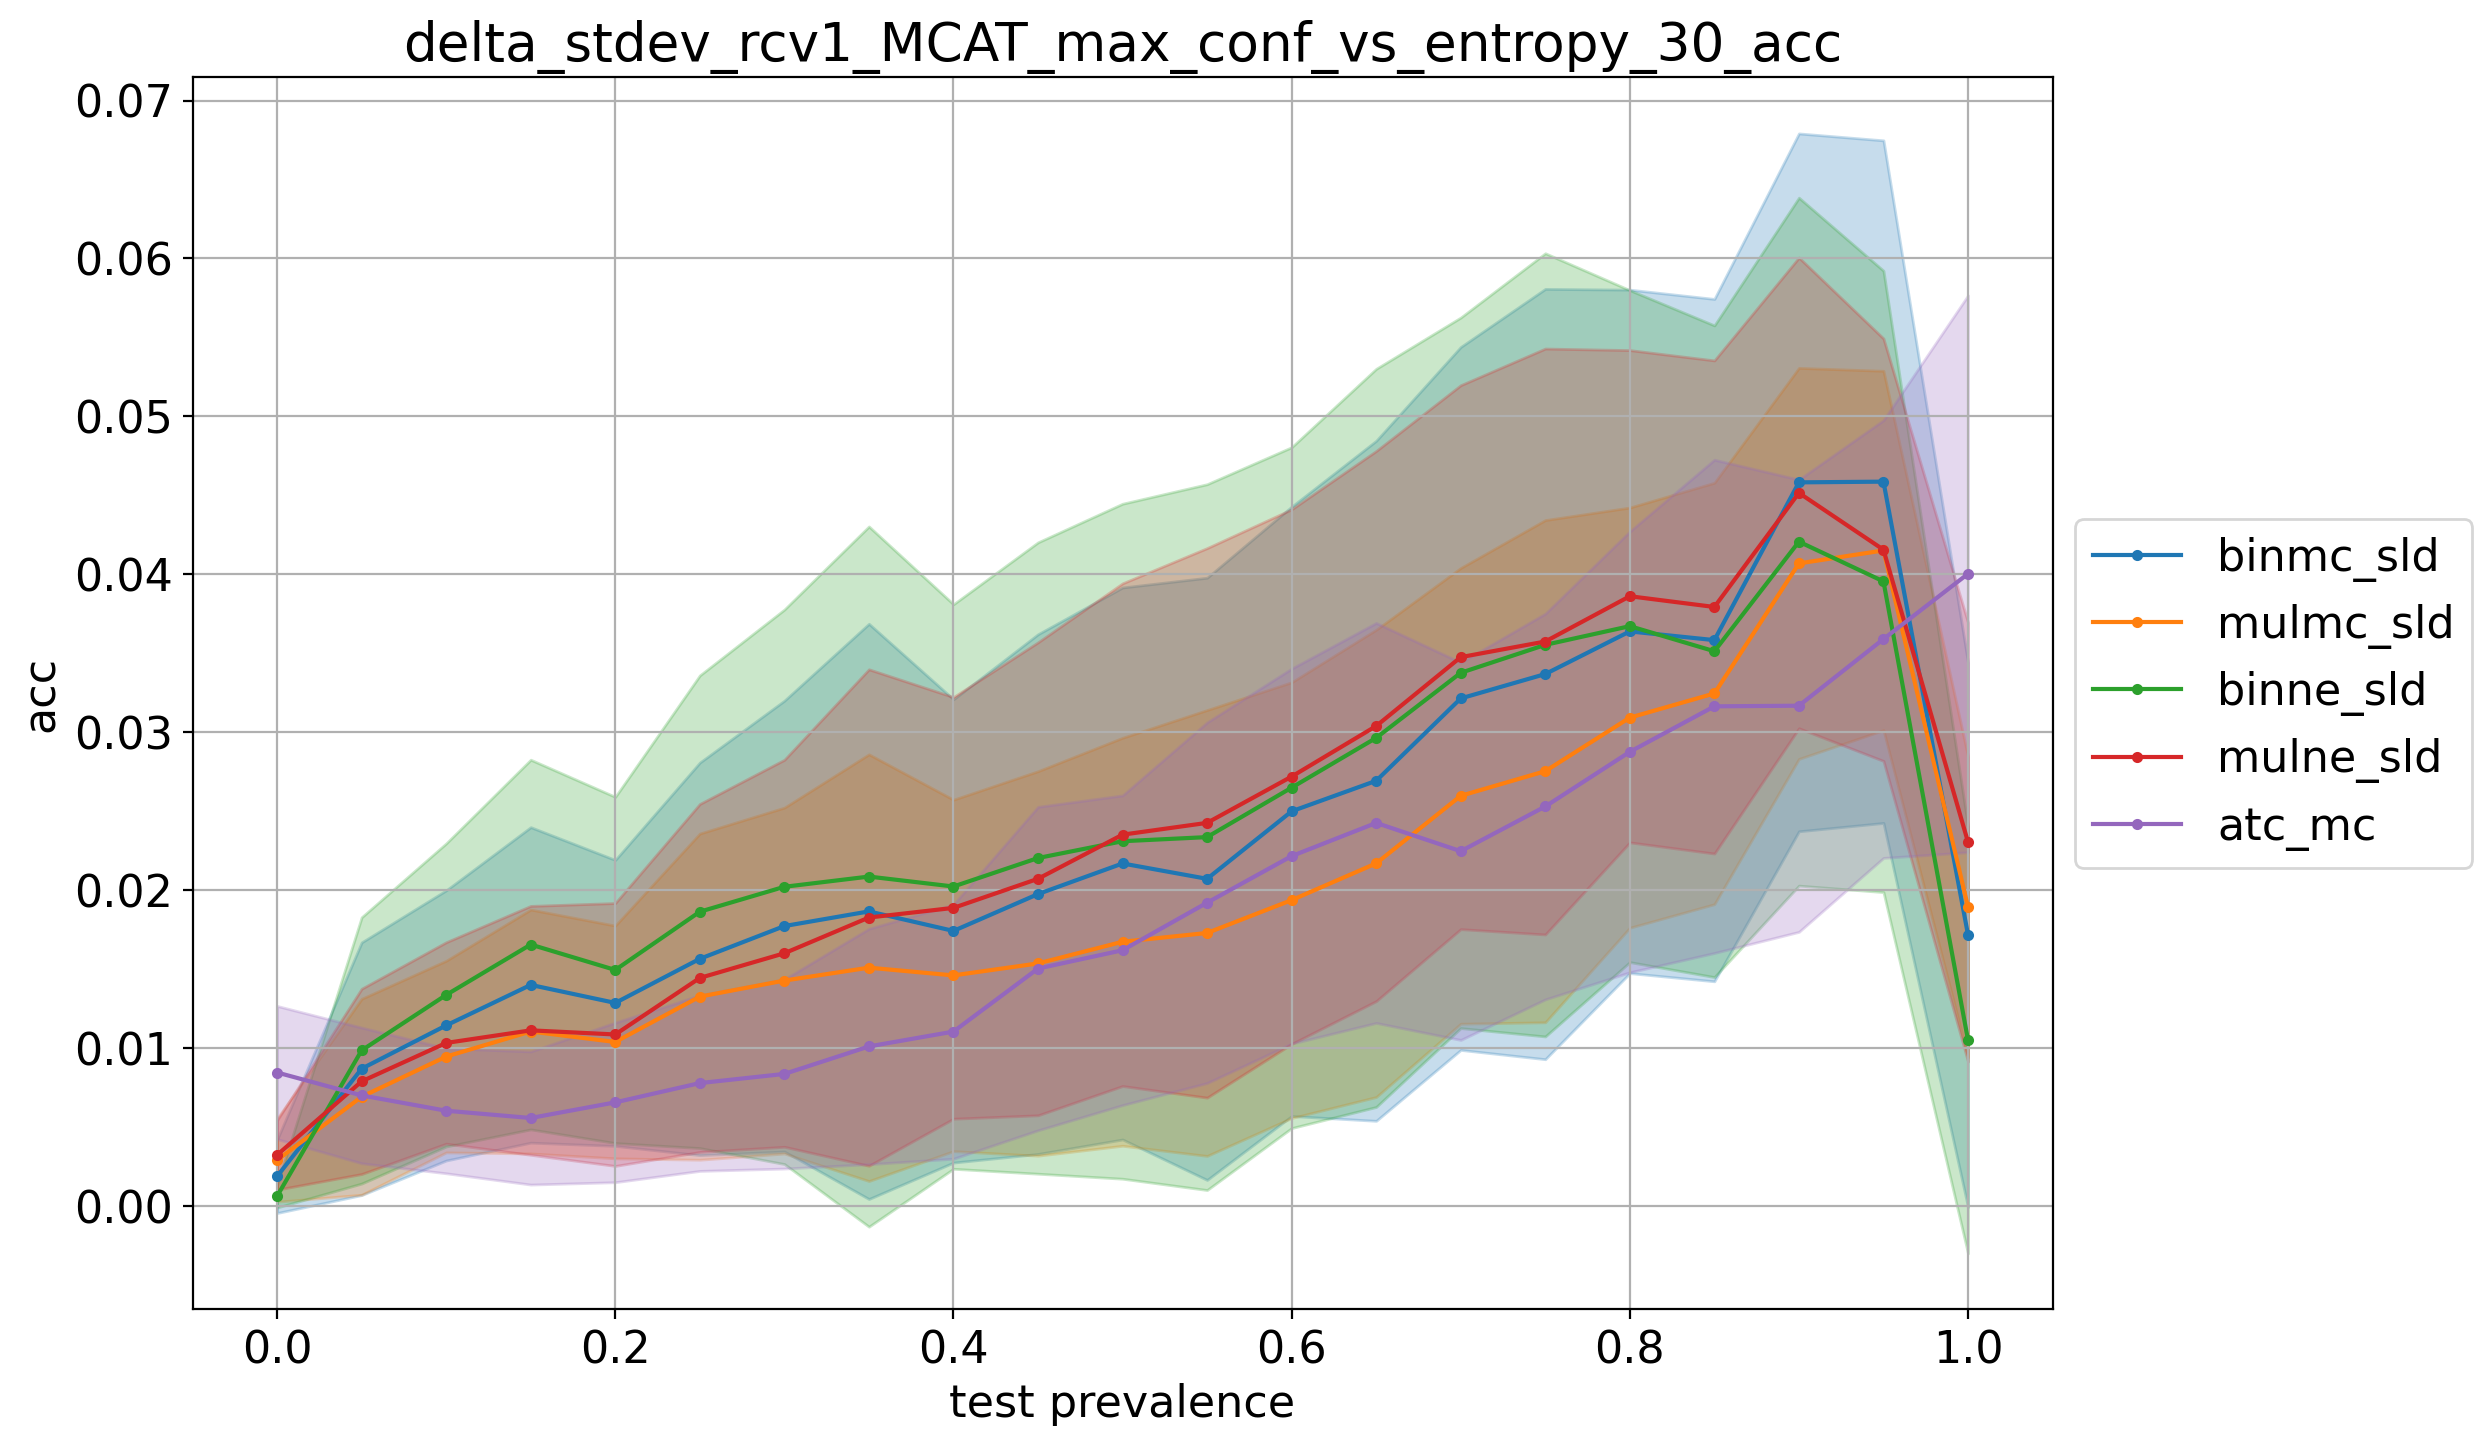 delta_stdev_rcv1_MCAT_max_conf_vs_entropy_30_acc
0.07
0.06
0.05
0.04
0.03
0.02
0.01
0.00
acc
0.0 0.2 0.4 0.6 0.8 1.0
test prevalence
binmc_sld
mulmc_sld
binne_sld
mulne_sld
atc_mc